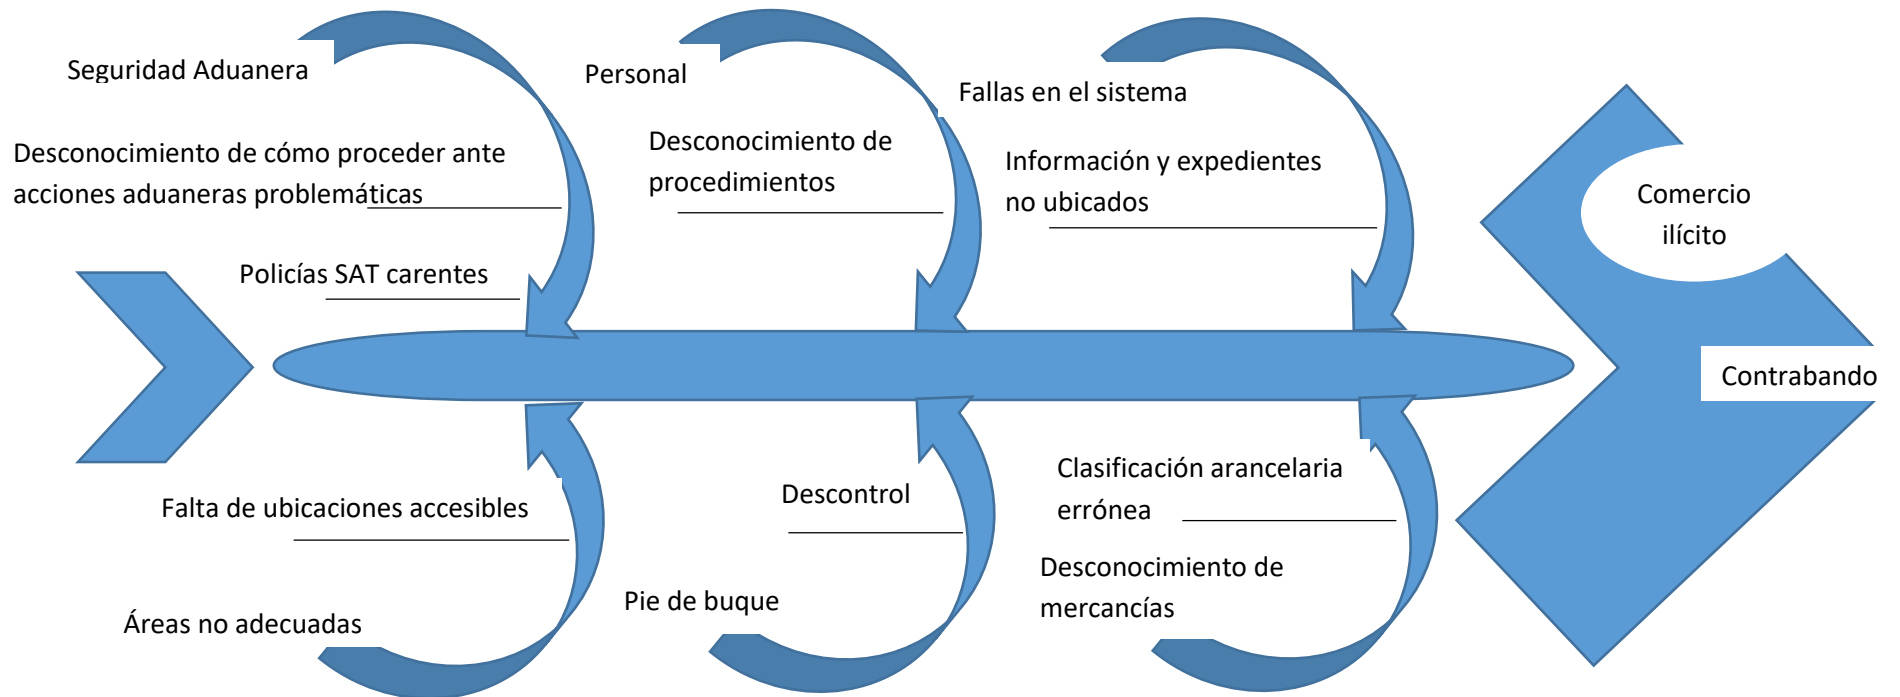 Seguridad Aduanera
Desconocimiento de cómo proceder ante
acciones aduaneras problemáticas
Policías SAT carentes
Personal
Desconocimiento de
procedimientos
Fallas en el sistema
Información y expedientes
no ubicados
Comercio
ilícito
Contrabando
Falta de ubicaciones accesibles
Áreas no adecuadas
Descontrol
Pie de buque
Clasificación arancelaria
errónea
Desconocimiento de
mercancías